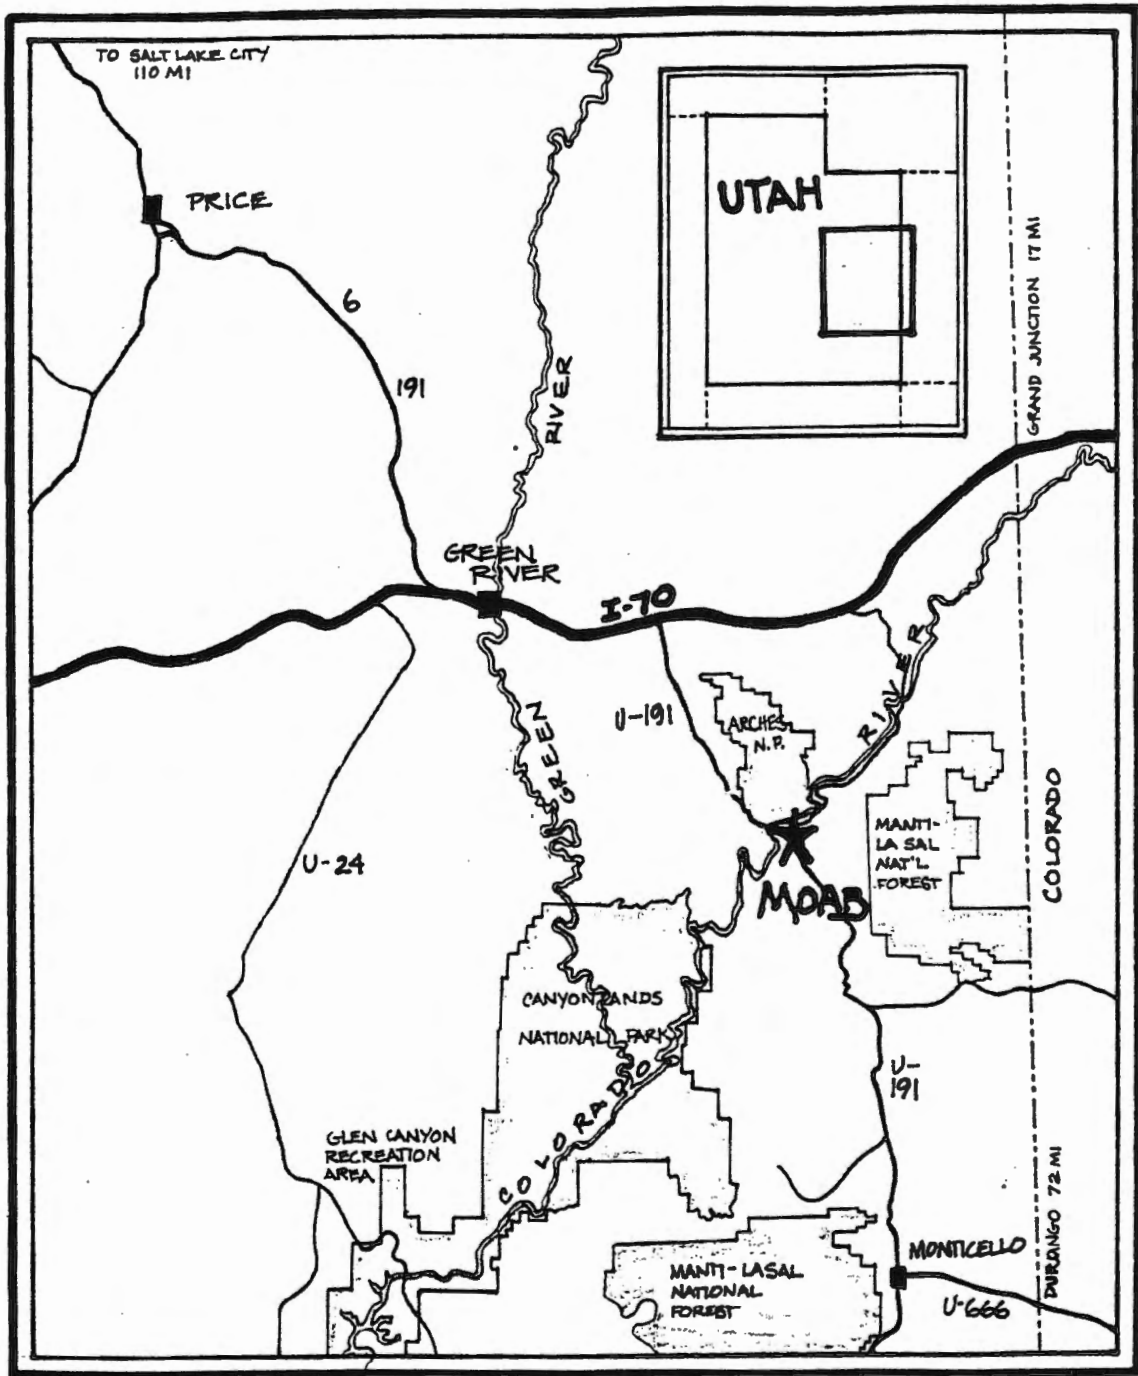 TO SALT LAKE CITY
110 MI
PRICE
UTAH
GRAND JUNCTION 17 MI
6
191
RIVER
GREEN
RIVER
I-70
U-191
ARCHES
N.P.
RIVER
GREEN
MANTI-
LA SAL
NAT'L
FOREST
COLORADO
U-24
MOAB
CANYONLANDS
NATIONAL PARK
U-
191
COLORADO
GLEN CANYON
RECREATION
AREA
MONTICELLO
DURANGO 72 MI
MANTI-LASAL
NATIONAL
FOREST
U-666